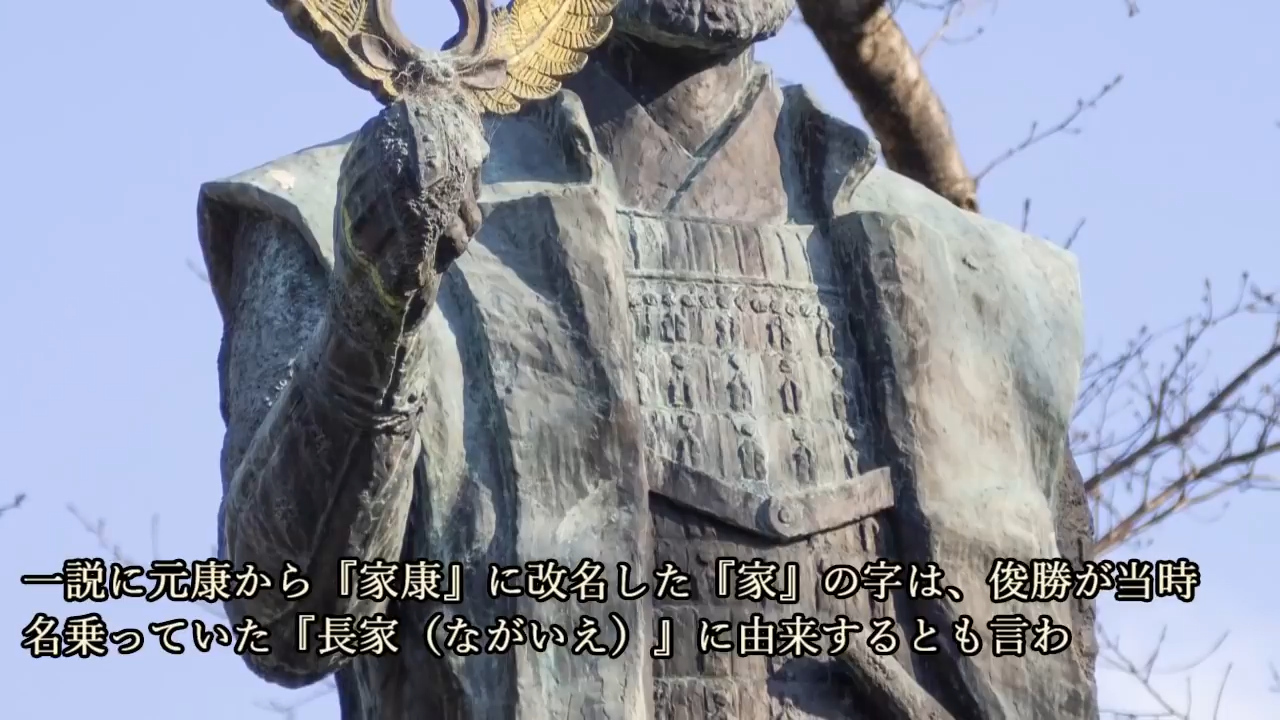 一説に元康から『家康』に改名した『家』の字は、俊勝が当時
名乗っていた『長家（ながいえ）』に由来するとも言わ